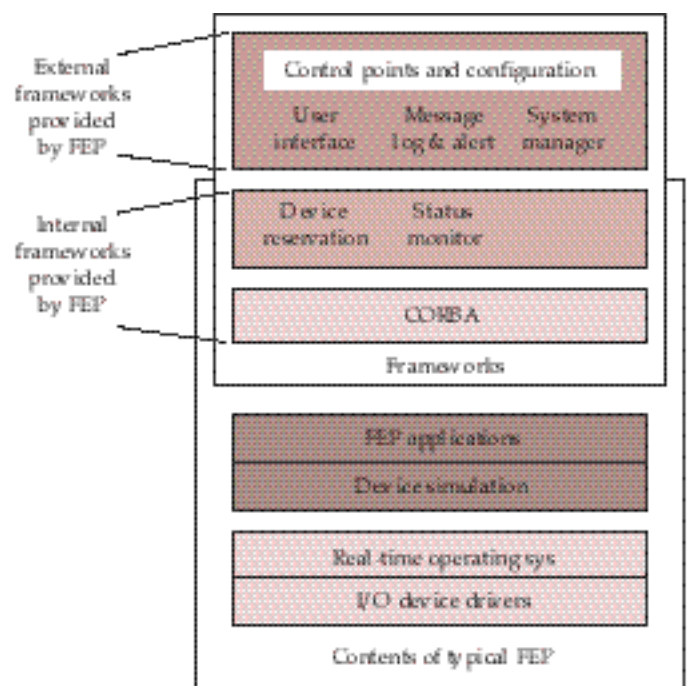 External
frameworks
provided
by FEP
Control points and configuration
User
interface
Message
log & alert
System
manager
Internal
frameworks
provided
by FEP
Device
reservation
Status
monitor
CORBA
Frameworks
FEP applications
Device simulation
Real-time operating sys
I/O device drivers
Contents of typical FEP